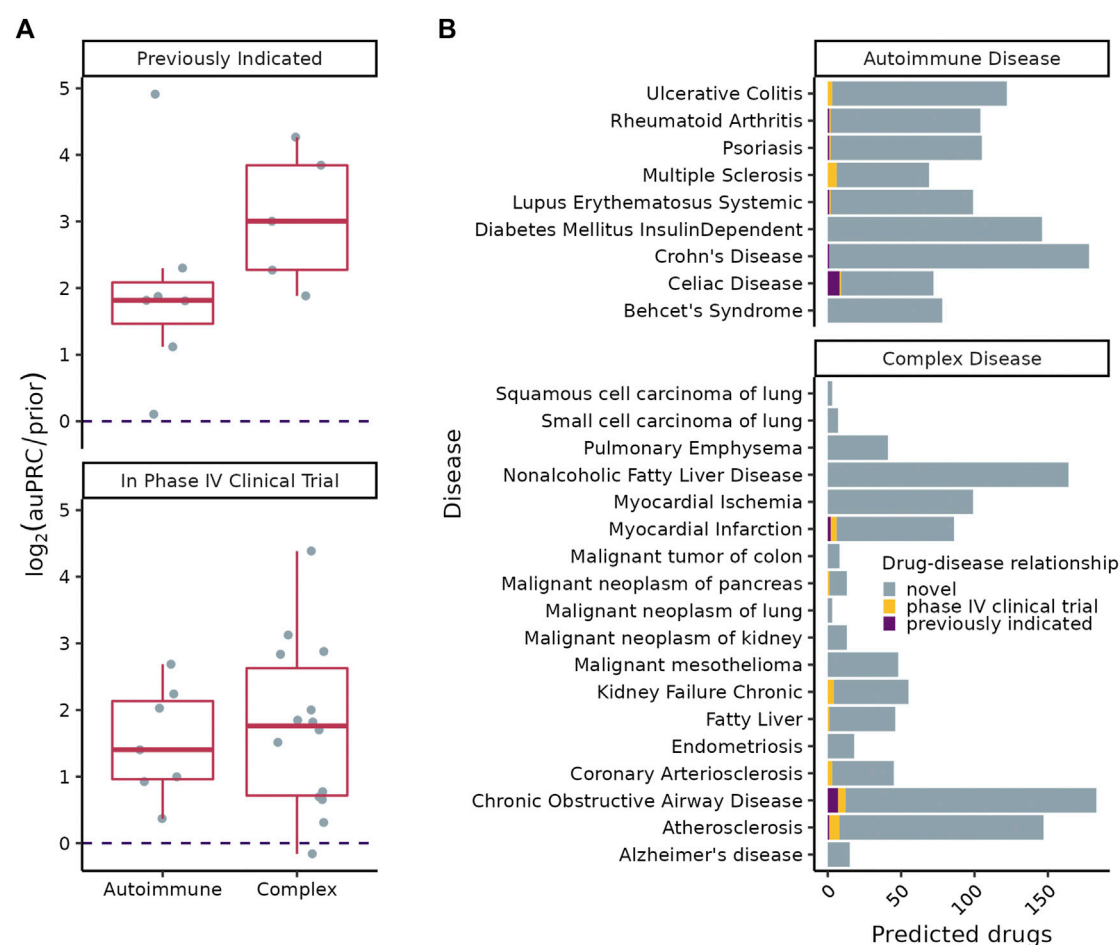 A
Previously Indicated
5
4
3
2
1
0
In Phase IV Clinical Trial
5
4
3
2
1
0
log2(auPRC/prior)
Autoimmune
Complex
B
Autoimmune Disease
Ulcerative Colitis
Rheumatoid Arthritis
Psoriasis
Multiple Sclerosis
Lupus Erythematosus Systemic
Diabetes Mellitus InsulinDependent
Crohn's Disease
Celiac Disease
Behcet's Syndrome
Complex Disease
Squamous cell carcinoma of lung
Small cell carcinoma of lung
Pulmonary Emphysema
Nonalcoholic Fatty Liver Disease
Myocardial Ischemia
Myocardial Infarction
Malignant tumor of colon
Malignant neoplasm of pancreas
Malignant neoplasm of lung
Malignant neoplasm of kidney
Malignant mesothelioma
Kidney Failure Chronic
Fatty Liver
Endometriosis
Coronary Arteriosclerosis
Chronic Obstructive Airway Disease
Atherosclerosis
Alzheimer's disease
Disease
Drug-disease relationship
novel
phase IV clinical trial
previously indicated
0
50
100
150
Predicted drugs